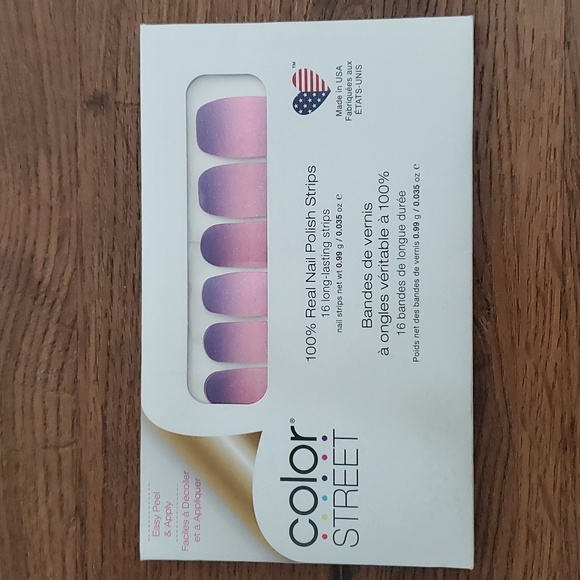 Easy Peel
& Apply
Faciles à Décoller
et à Appliquer
color®
STREET
100% Real Nail Polish Strips
16 long-lasting strips
nail strips net wt 0.99 g / 0.035 oz ℮
Bandes de vernis
à ongles véritable à 100%
16 bandes de longue durée
Poids net des bandes de vernis 0.99 g / 0.035 oz ℮
™
Made in USA
Fabriquées aux
ÉTATS-UNIS